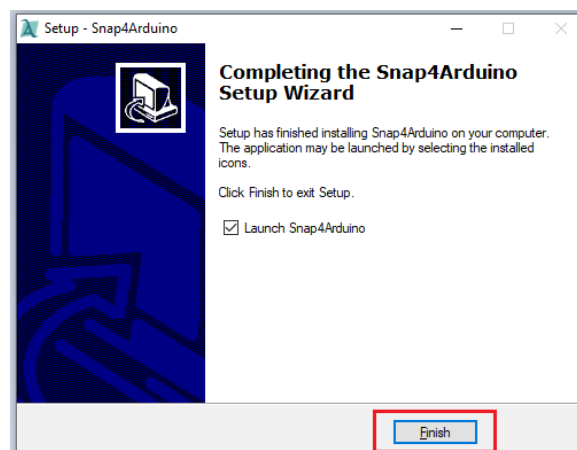 Setup - Snap4Arduino
Completing the Snap4Arduino
Setup Wizard
Setup has finished installing Snap4Arduino on your computer.
The application may be launched by selecting the installed
icons.
Click Finish to exit Setup.
Launch Snap4Arduino
Finish